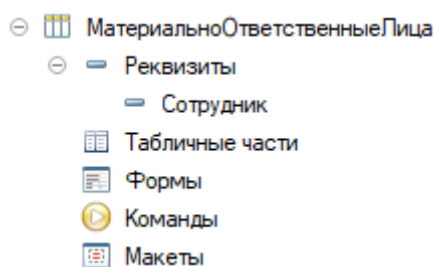 МатериальноОтветственныеЛица
Реквизиты
Сотрудник
Табличные части
Формы
Команды
Макеты